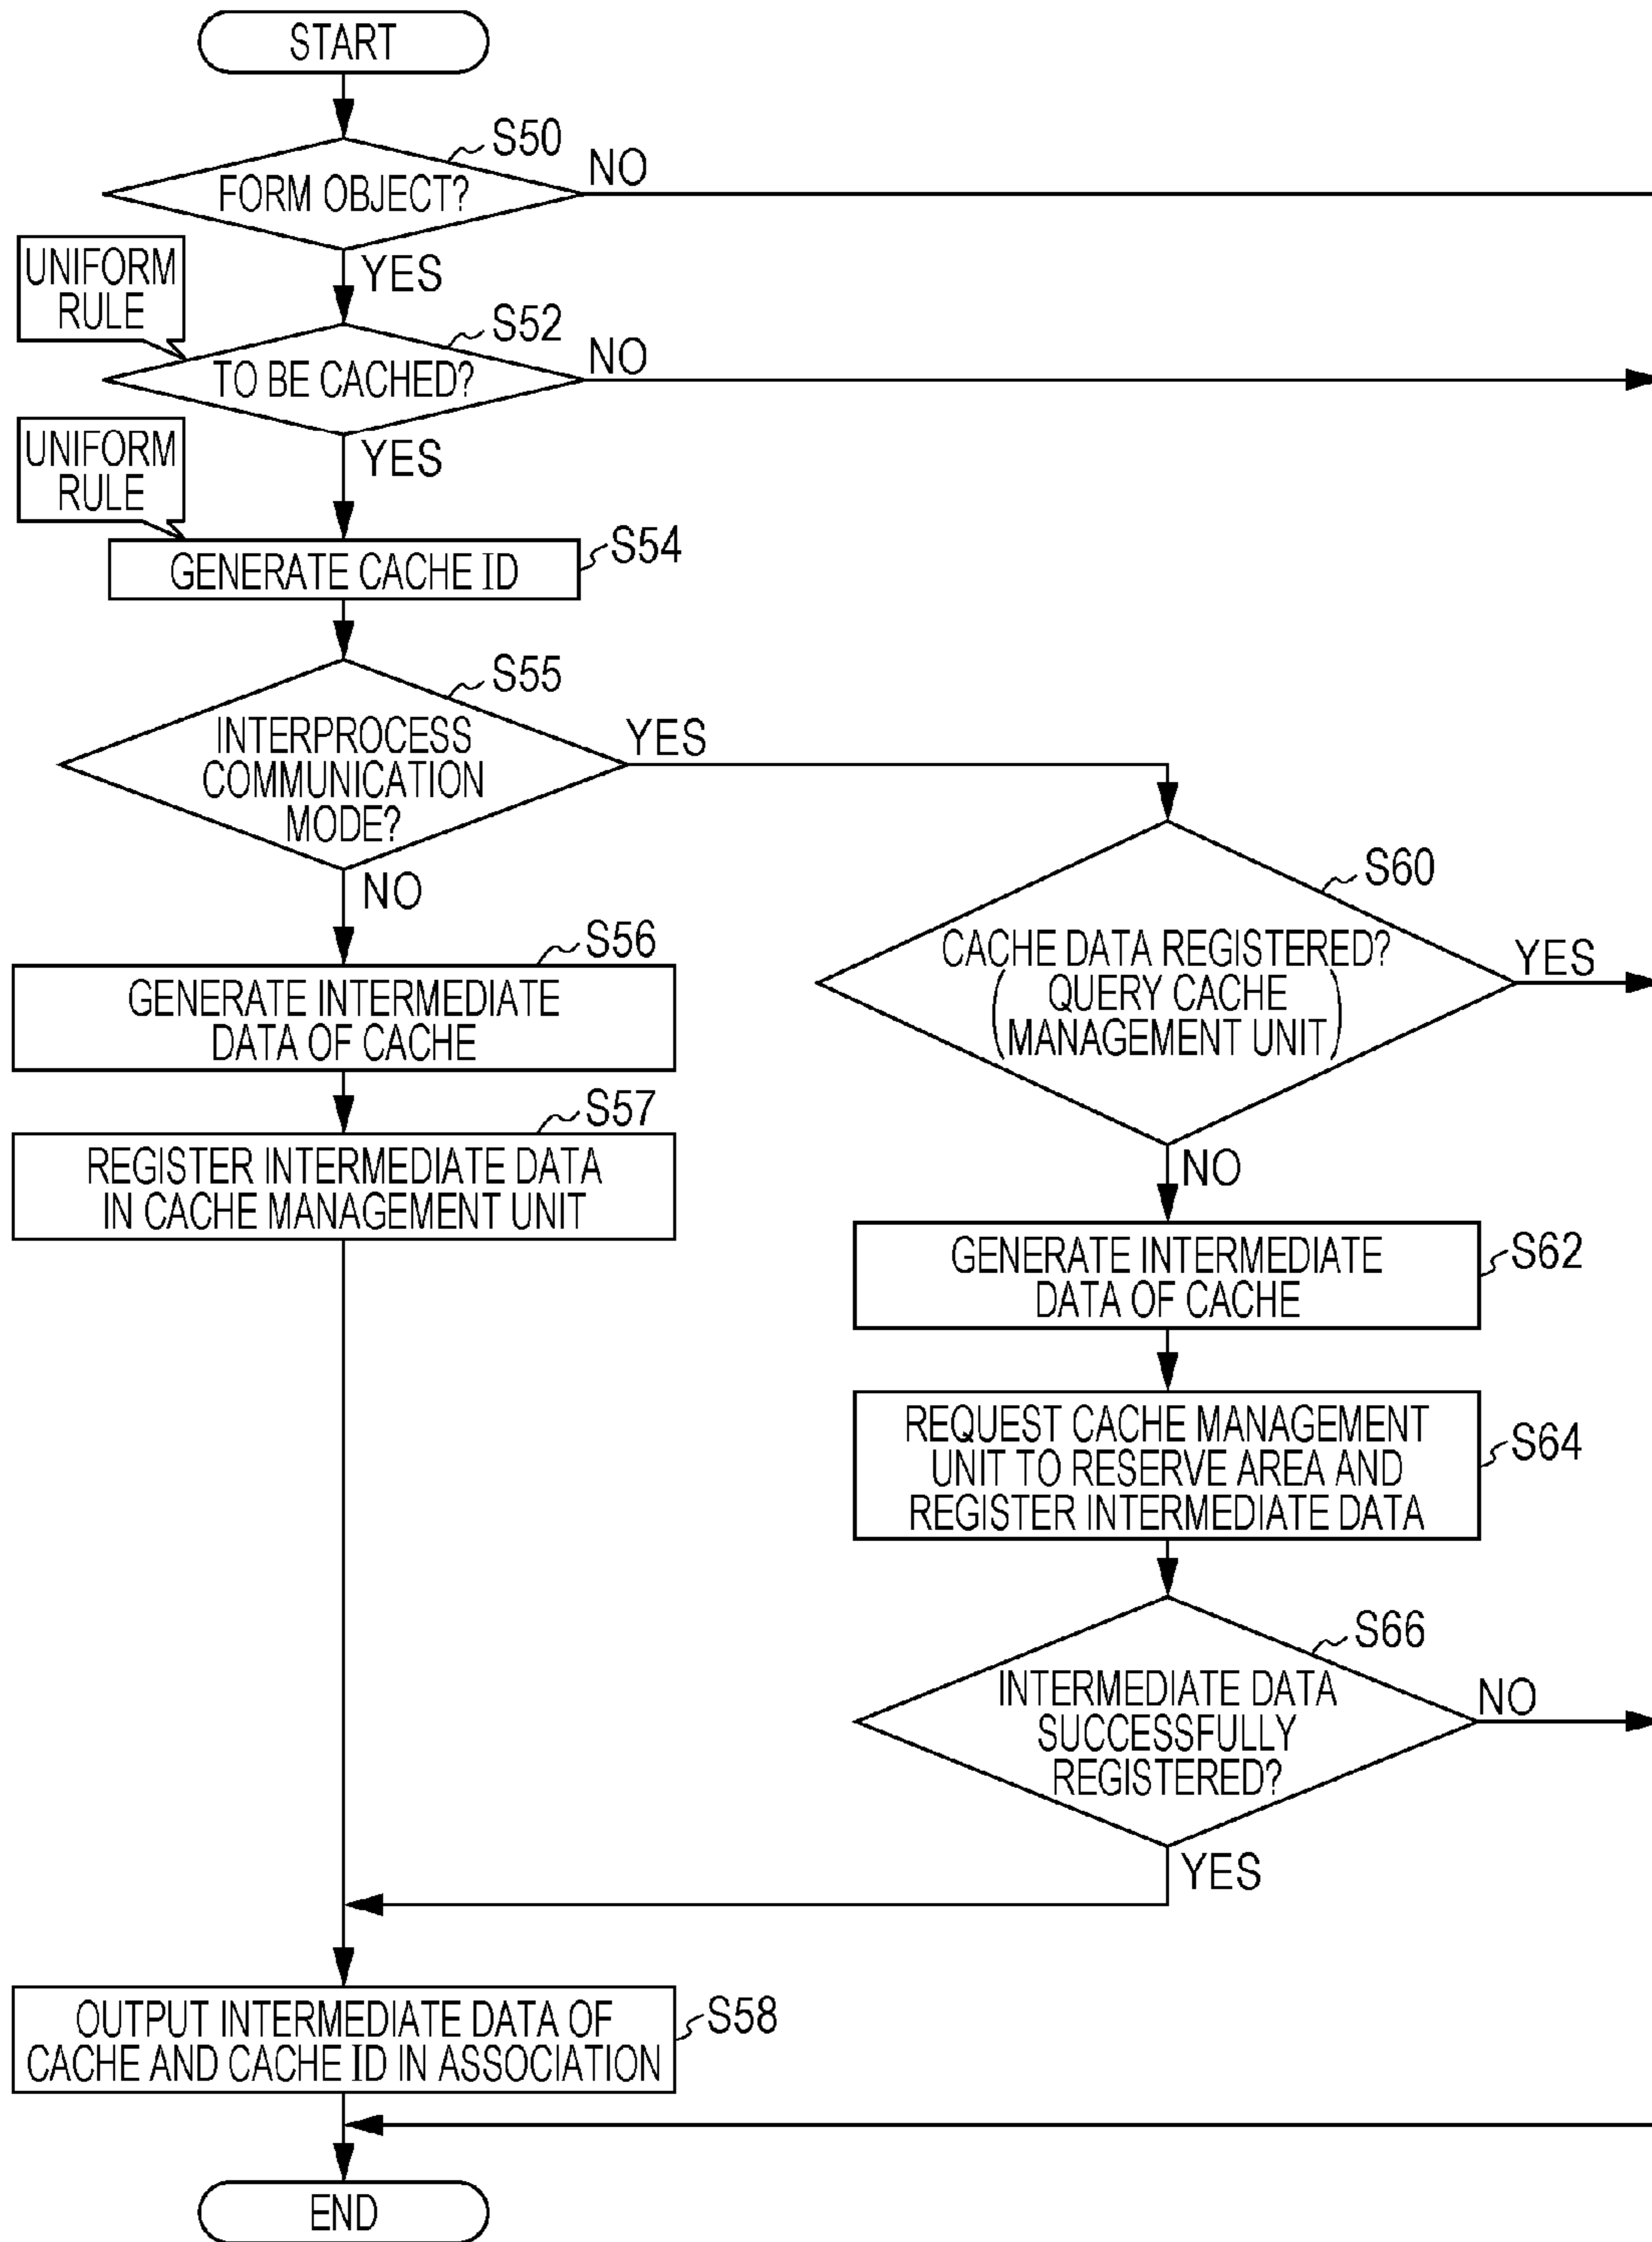 START
S50
FORM OBJECT?
NO
YES
UNIFORM
RULE
S52
TO BE CACHED?
NO
YES
UNIFORM
RULE
S54
GENERATE CACHE ID
S55
INTERPROCESS
COMMUNICATION
MODE?
YES
NO
S60
CACHE DATA REGISTERED?
(QUERY CACHE
MANAGEMENT UNIT)
YES
NO
S56
GENERATE INTERMEDIATE
DATA OF CACHE
S57
REGISTER INTERMEDIATE DATA
IN CACHE MANAGEMENT UNIT
S62
GENERATE INTERMEDIATE
DATA OF CACHE
S64
REQUEST CACHE MANAGEMENT
UNIT TO RESERVE AREA AND
REGISTER INTERMEDIATE DATA
S66
INTERMEDIATE DATA
SUCCESSFULLY
REGISTERED?
NO
YES
S58
OUTPUT INTERMEDIATE DATA OF
CACHE AND CACHE ID IN ASSOCIATION
END